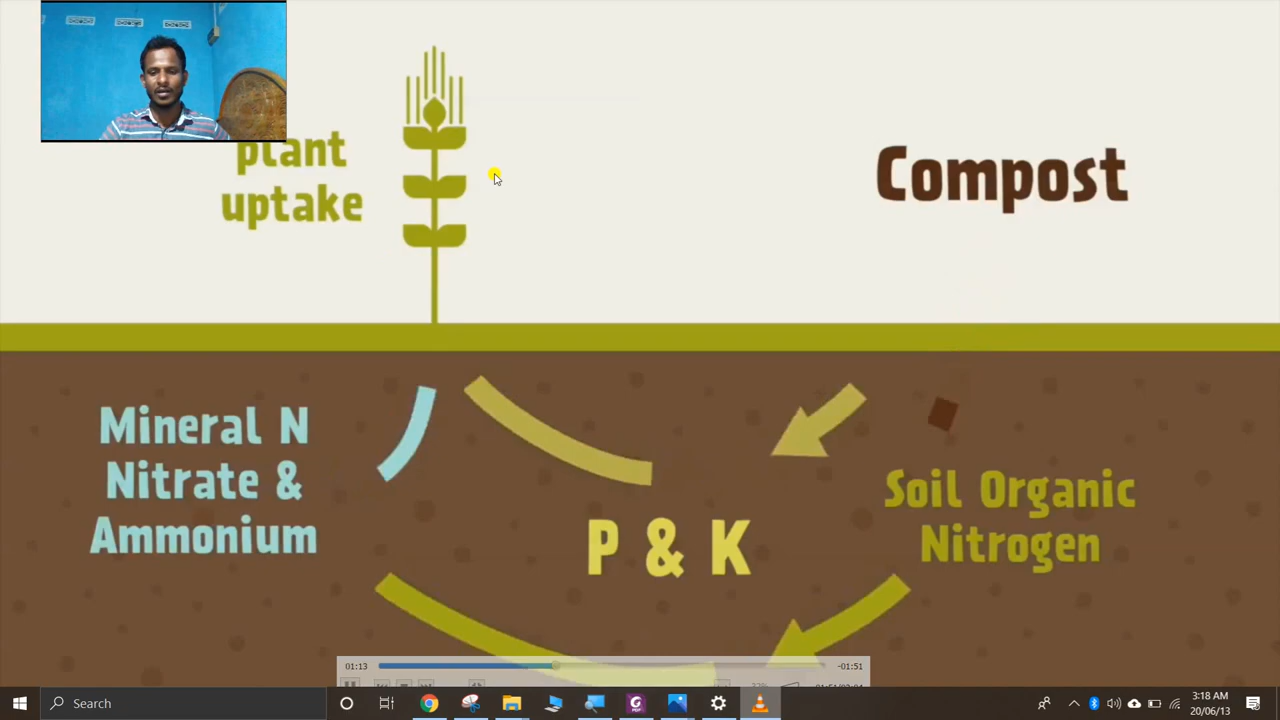 plant
uptake
Compost
Mineral N
Nitrate &
Ammonium
P & K
Soil Organic
Nitrogen
01:13
-01:51
Search
3:18 AM
20/06/13